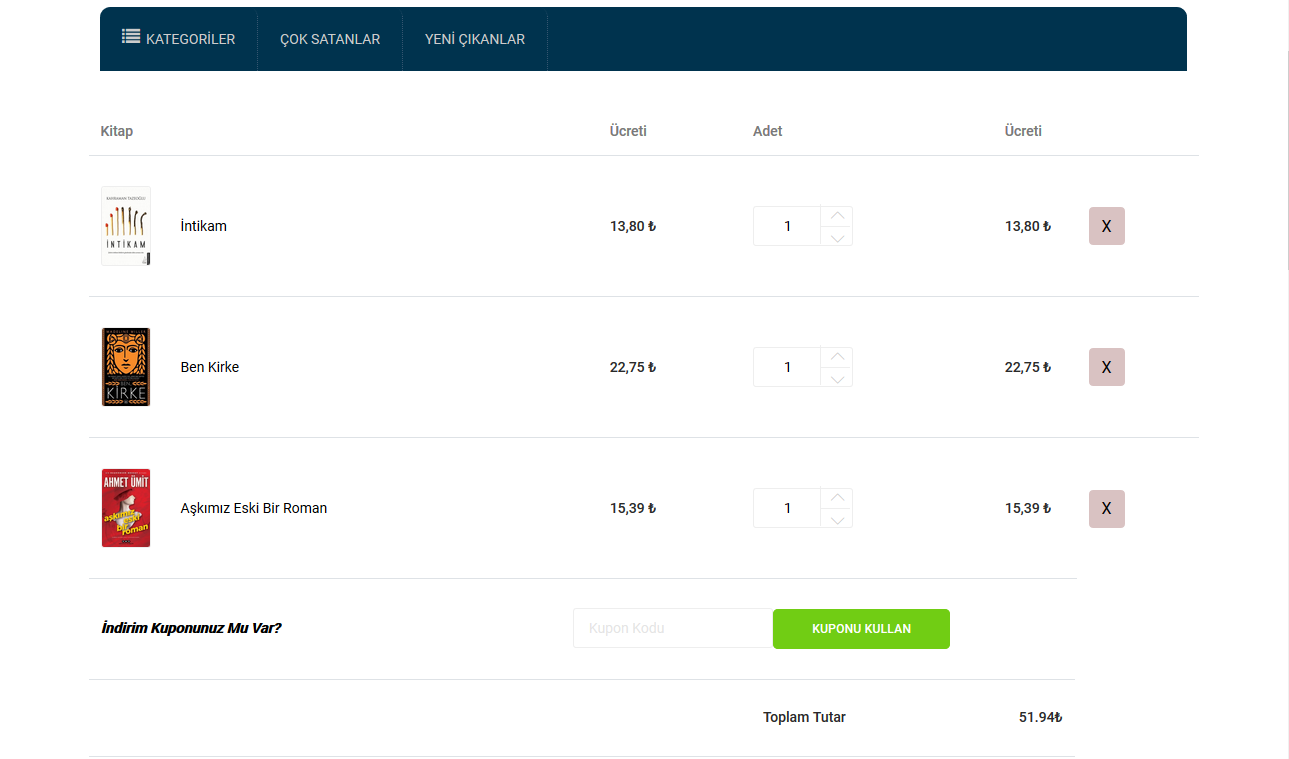 KATEGORİLER ÇOK SATANLAR YENİ ÇIKANLAR
Kitap Ücreti Adet Ücreti
İNTİKAM
İntikam 13,80 ₺ 1 13,80 ₺ X
MADELINE MILLER
BEN
KİRKE
Ben Kirke 22,75 ₺ 1 22,75 ₺ X
AHMET ÜMİT
aşkımız
eski
bir
roman
Aşkımız Eski Bir Roman 15,39 ₺ 1 15,39 ₺ X
İndirim Kuponunuz Mu Var? Kupon Kodu KUPONU KULLAN
Toplam Tutar 51.94₺